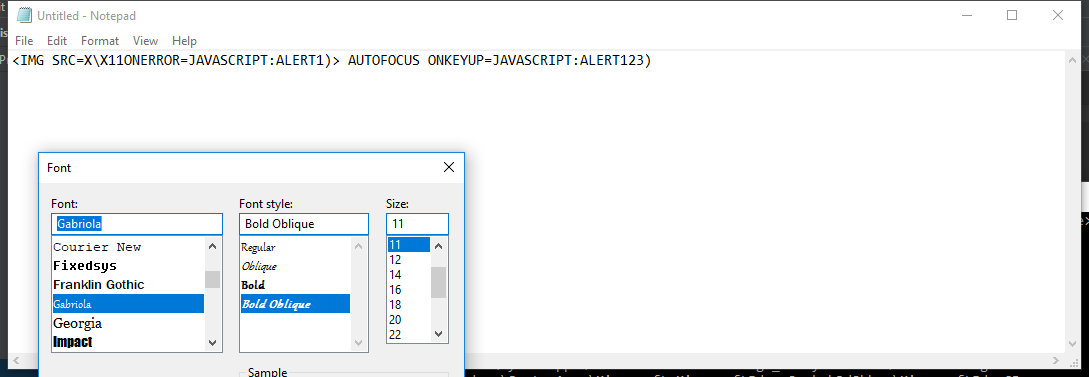 Untitled - Notepad
File Edit Format View Help
<IMG SRC=X\X11ONERROR=JAVASCRIPT:ALERT1)> AUTOFOCUS ONKEYUP=JAVASCRIPT:ALERT123)
Font
Font: Font style: Size:
Gabriola Bold Oblique 11
Courier New Regular 11
Fixedsys Oblique 12
Franklin Gothic Bold 14
Gabriola Bold Oblique 16
Georgia 18
Impact 20
22
Sample